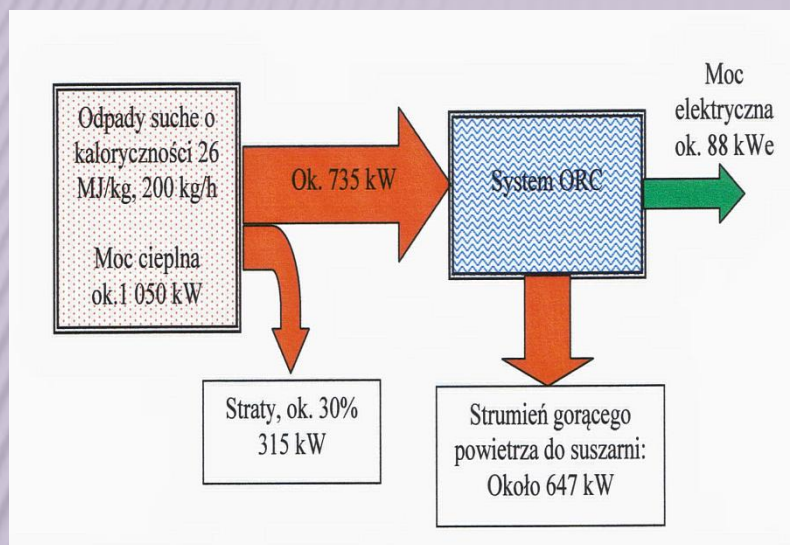 Odpady suche o
kaloryczności 26
MJ/kg, 200 kg/h
Moc cieplna
ok.1 050 kW
Ok. 735 kW
System ORC
Moc
elektryczna
ok. 88 kWe
Straty, ok. 30%
315 kW
Strumień gorącego
powietrza do suszarni:
Około 647 kW